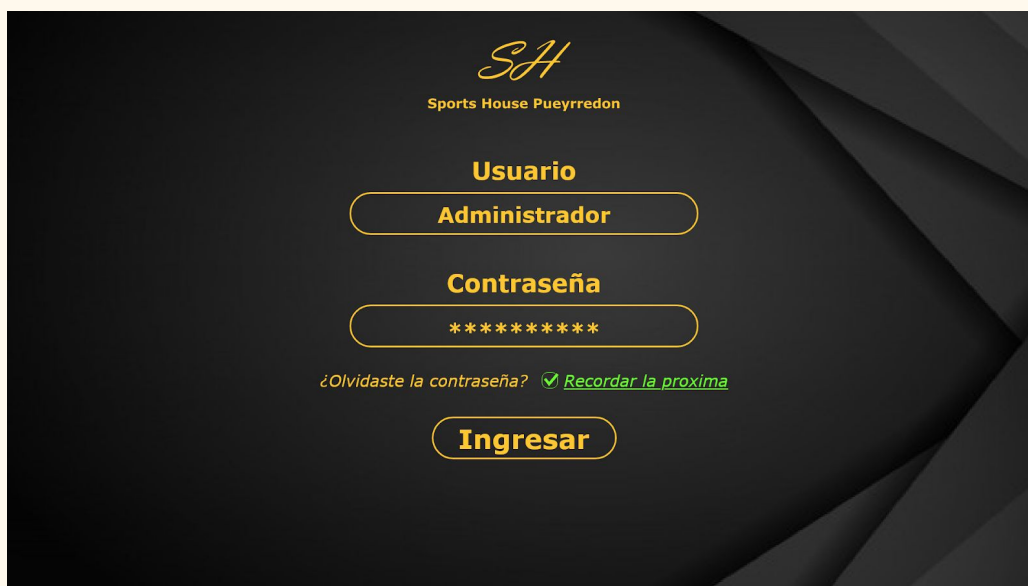 SH
Sports House Pueyrredon
Usuario
Administrador
Contraseña
**********
¿Olvidaste la contraseña? Recordar la proxima
Ingresar